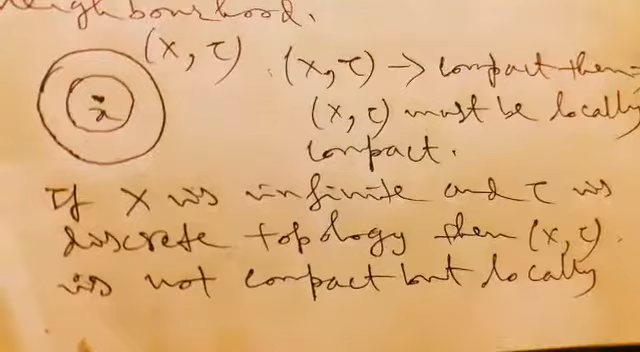 neighbourhood.
(X, τ) . (X, τ) → compact then
(X, τ) must be locally
compact.
x
If X is infinite and τ is
discrete topology then (X, τ).
is not compact but locally